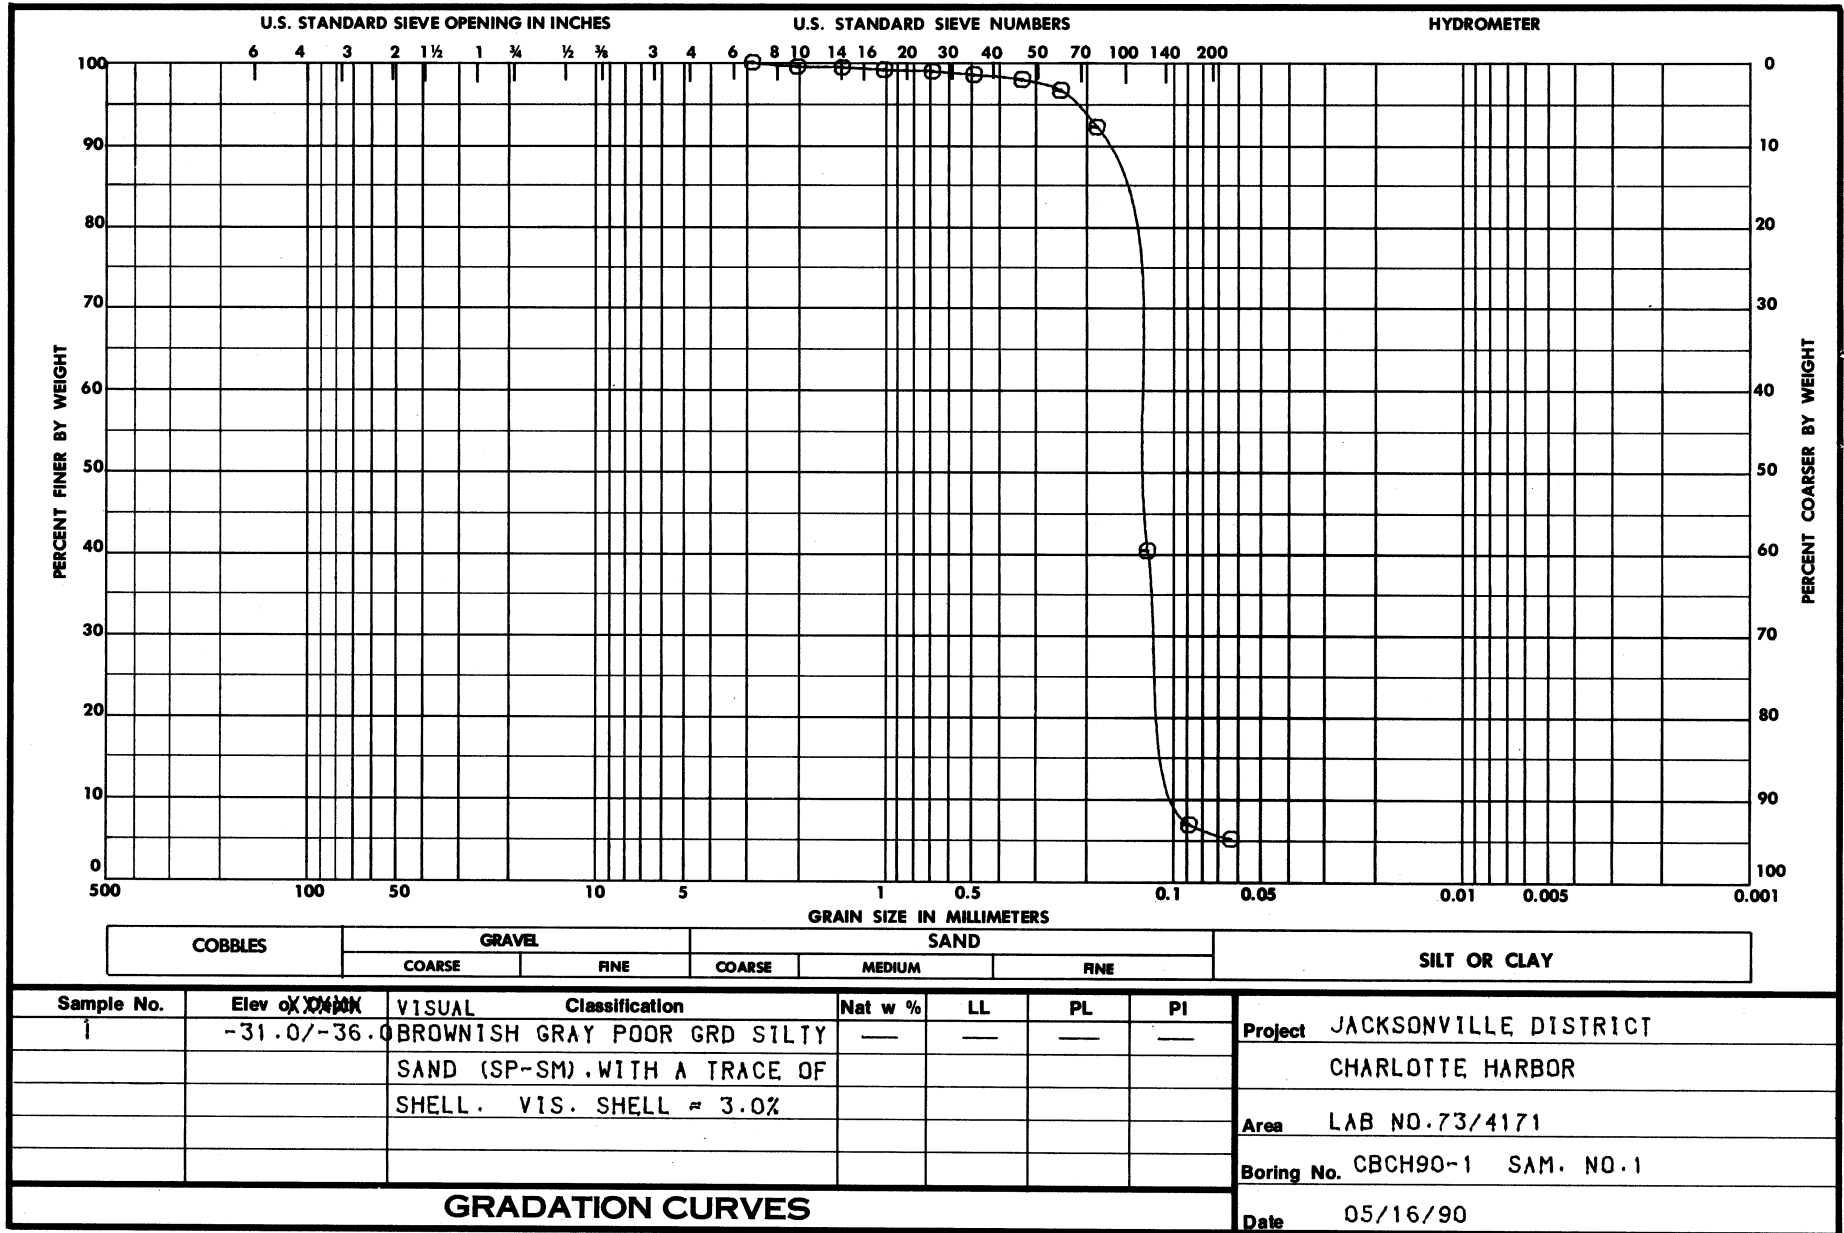 U.S. STANDARD SIEVE OPENING IN INCHES U.S. STANDARD SIEVE NUMBERS HYDROMETER
6 4 3 2 1½ 1 ¾ ½ ⅜ 3 4 6 8 10 14 16 20 30 40 50 70 100 140 200
100 0
90 10
80 20
70 30
60 40
50 50
40 60
30 70
20 80
10 90
0 100
PERCENT FINER BY WEIGHT
PERCENT COARSER BY WEIGHT
500 100 50 10 5 1 0.5 0.1 0.05 0.01 0.005 0.001
GRAIN SIZE IN MILLIMETERS
COBBLES GRAVEL SAND SILT OR CLAY
COARSE FINE COARSE MEDIUM FINE
Sample No. Elev or Depth VISUAL Classification Nat w % LL PL PI
1 -31.0/-36.0 BROWNISH GRAY POOR GRD SILTY — — — —
SAND (SP-SM).WITH A TRACE OF
SHELL. VIS. SHELL ≈ 3.0%
GRADATION CURVES
Project JACKSONVILLE DISTRICT
CHARLOTTE HARBOR
Area LAB NO.73/4171
Boring No. CBCH90-1 SAM. NO.1
Date 05/16/90